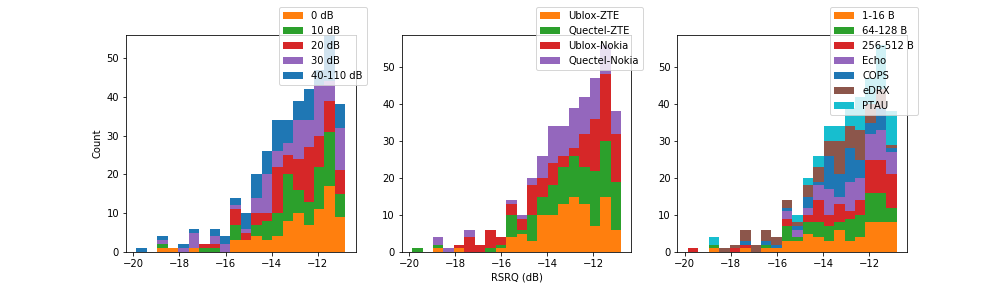 0 dB
10 dB
20 dB
30 dB
40-110 dB
Count
50
40
30
20
10
0
−20
−18
−16
−14
−12
Ublox-ZTE
Quectel-ZTE
Ublox-Nokia
Quectel-Nokia
50
40
30
20
10
0
−20
−18
−16
−14
−12
RSRQ (dB)
1-16 B
64-128 B
256-512 B
Echo
COPS
eDRX
PTAU
50
40
30
20
10
0
−20
−18
−16
−14
−12